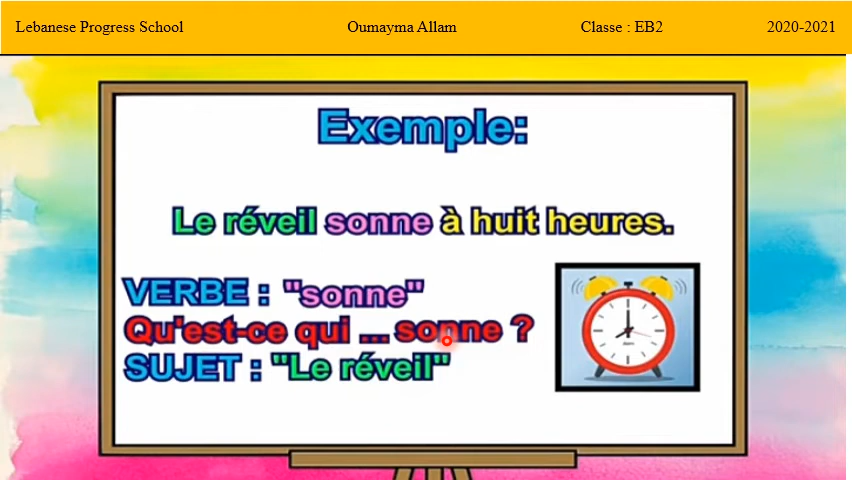 Lebanese Progress School Oumayma Allam Classe : EB2 2020-2021
Exemple:
Le réveil sonne à huit heures.
VERBE : "sonne"
Qu'est-ce qui ... sonne ?
SUJET : "Le réveil"